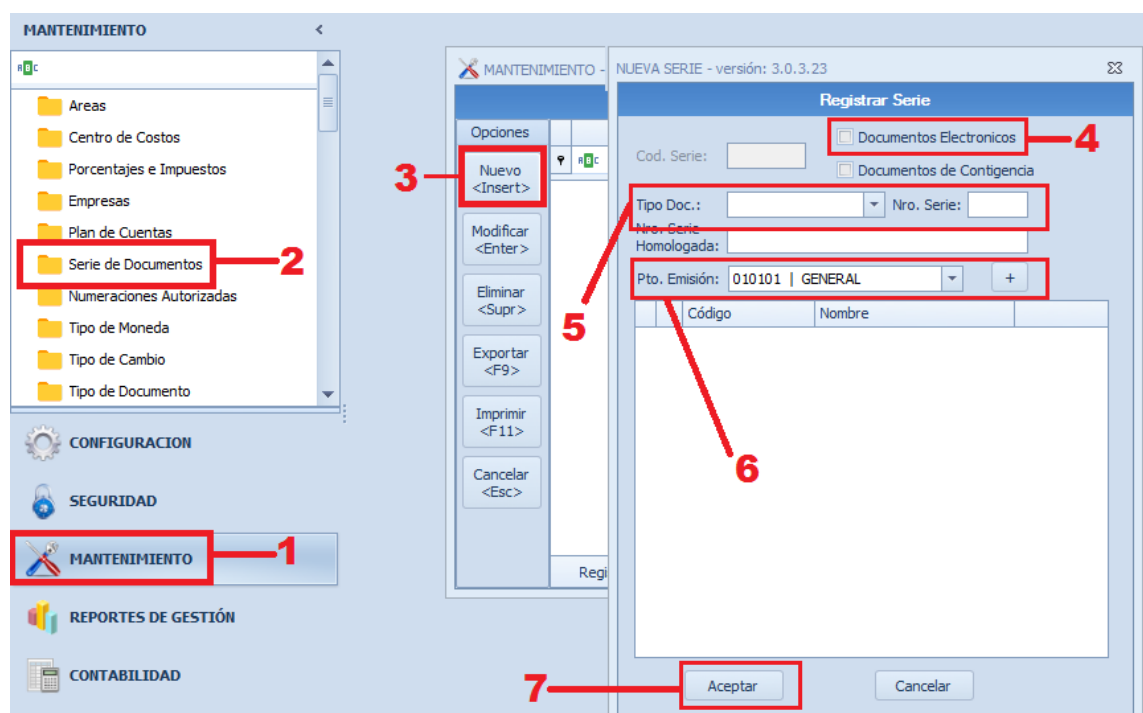 MANTENIMIENTO <
ABC
Areas
Centro de Costos
Porcentajes e Impuestos
Empresas
Plan de Cuentas
Serie de Documentos
2
Numeraciones Autorizadas
Tipo de Moneda
Tipo de Cambio
Tipo de Documento
CONFIGURACION
SEGURIDAD
MANTENIMIENTO
1
REPORTES DE GESTIÓN
CONTABILIDAD
MANTENIMIENTO -
Opciones
ABC
3
Nuevo
<Insert>
Modificar
<Enter>
Eliminar
<Supr>
Exportar
<F9>
Imprimir
<F11>
Cancelar
<Esc>
Regi
NUEVA SERIE - versión: 3.0.3.23
Registrar Serie
Documentos Electronicos
4
Cod. Serie:
Documentos de Contigencia
Tipo Doc.: Nro. Serie:
5
Nro. Serie
Homologada:
Pto. Emisión: 010101 | GENERAL +
6
Código Nombre
7
Aceptar Cancelar